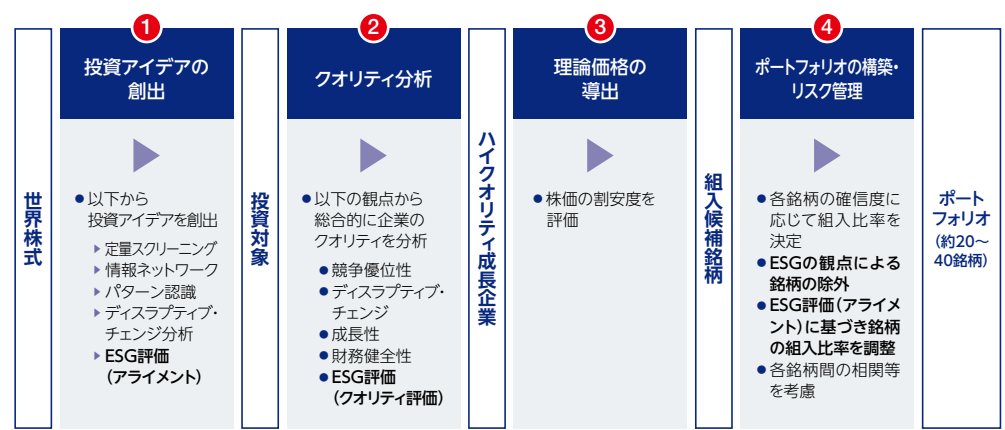 世界株式
1
投資アイデアの
創出
●以下から
投資アイデアを創出
▶定量スクリーニング
▶情報ネットワーク
▶パターン認識
▶ディスラプティブ・
チェンジ分析
▶ESG評価
(アライメント)
投資対象
2
クオリティ分析
●以下の観点から
総合的に企業の
クオリティを分析
●競争優位性
●ディスラプティブ・
チェンジ
●成長性
●財務健全性
●ESG評価
(クオリティ評価)
ハイクオリティ成長企業
3
理論価格の
導出
●株価の割安度を
評価
組入候補銘柄
4
ポートフォリオの構築・
リスク管理
●各銘柄の確信度に
応じて組入比率を
決定
●ESGの観点による
銘柄の除外
●ESG評価(アライメ
ント)に基づき銘柄
の組入比率を調整
●各銘柄間の相関等
を考慮
ポート
フォリオ
(約20~
40銘柄)